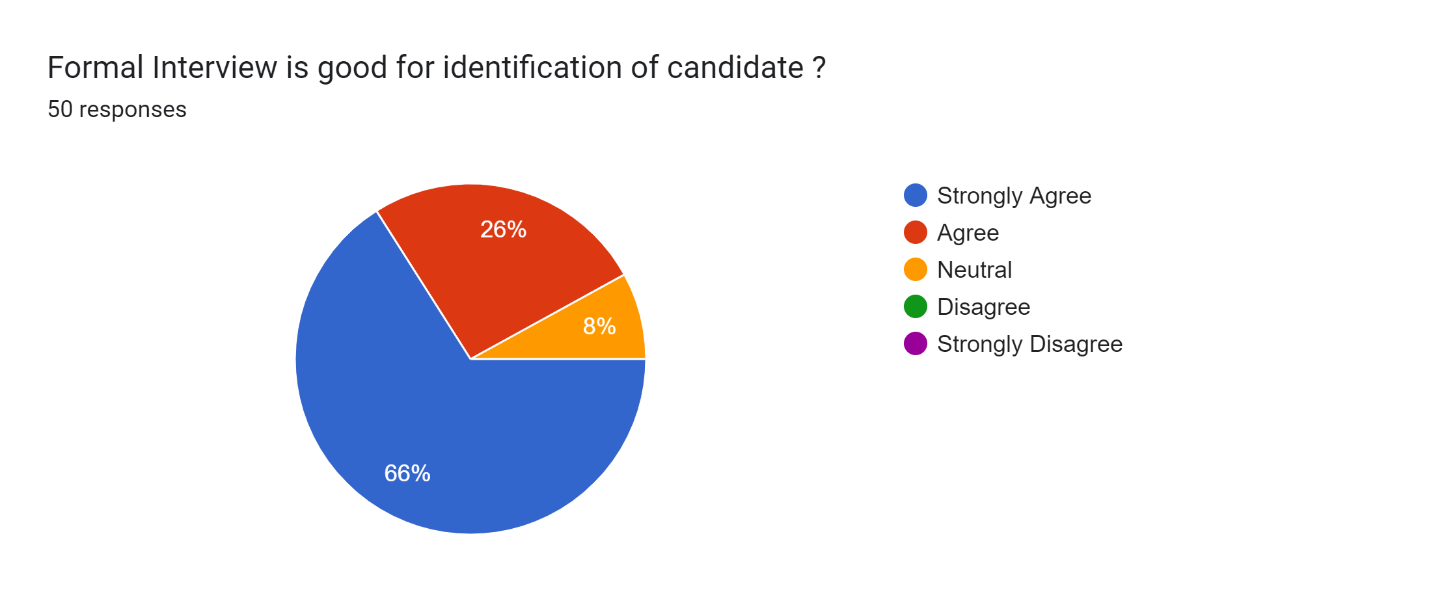 Formal Interview is good for identification of candidate ?
50 responses
26%
8%
66%
Strongly Agree
Agree
Neutral
Disagree
Strongly Disagree